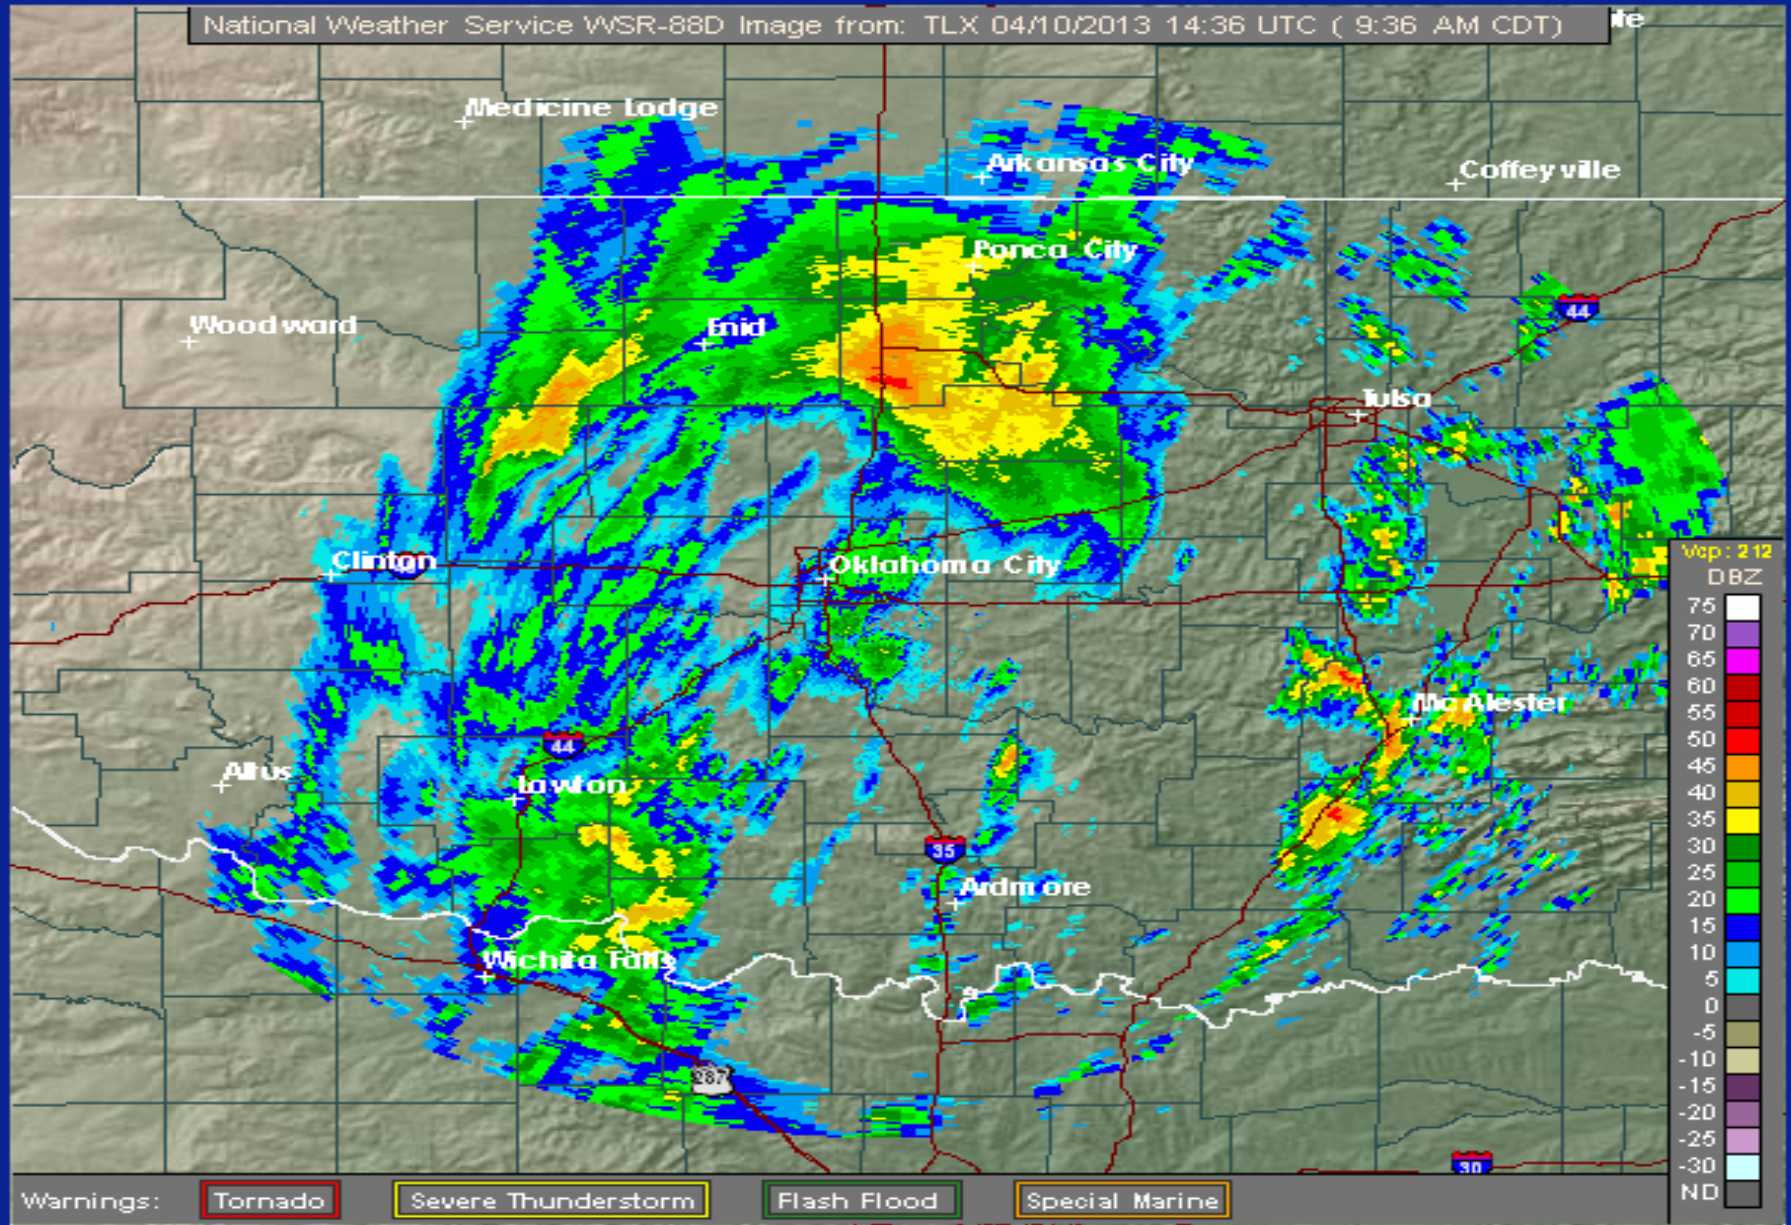 National Weather Service WSR-88D Image from: TLX 04/10/2013 14:36 UTC ( 9:36 AM CDT)
Medicine Lodge
Arkansas City
Coffeyville
Ponca City
44
Woodward
Enid
Tulsa
Clinton
Oklahoma City
Vcp: 212
DBZ
75
70
65
60
55
50
45
40
35
30
25
20
15
10
5
0
-5
-10
-15
-20
-25
-30
ND
McAlester
44
Altus
Lawton
35
Ardmore
Wichita Falls
287
30
Warnings: Tornado Severe Thunderstorm Flash Flood Special Marine